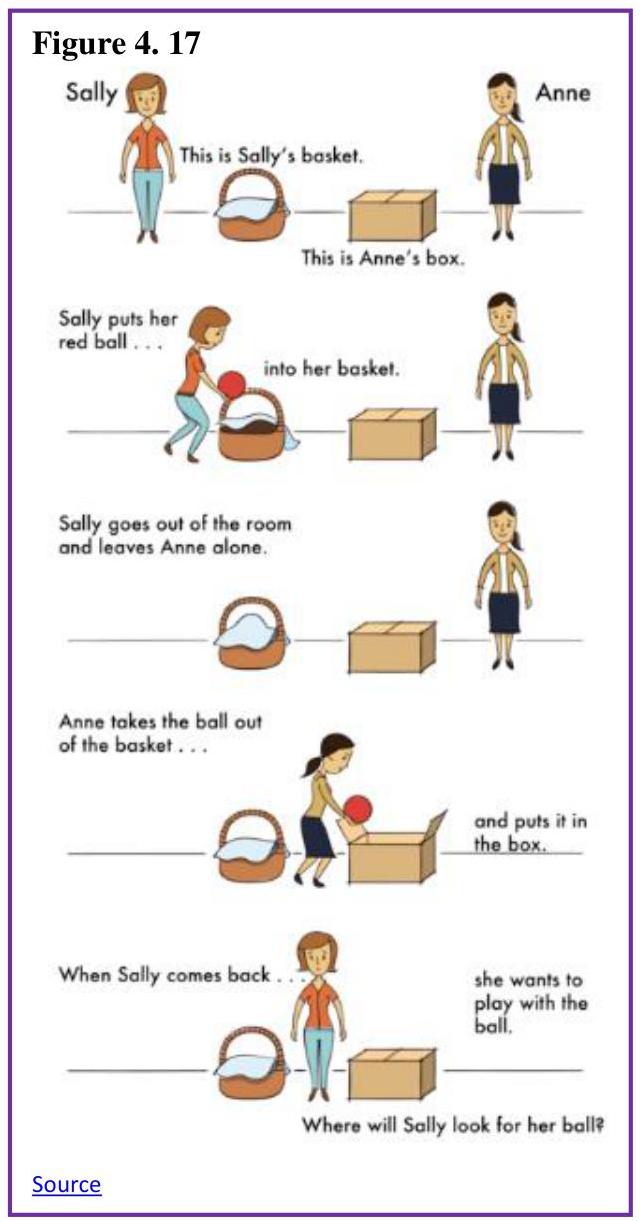 Figure 4. 17
Sally
Anne
This is Sally's basket.
This is Anne's box.
Sally puts her
red ball . . .
into her basket.
Sally goes out of the room
and leaves Anne alone.
Anne takes the ball out
of the basket . . .
and puts it in
the box.
When Sally comes back . . .
she wants to
play with the
ball.
Where will Sally look for her ball?
Source